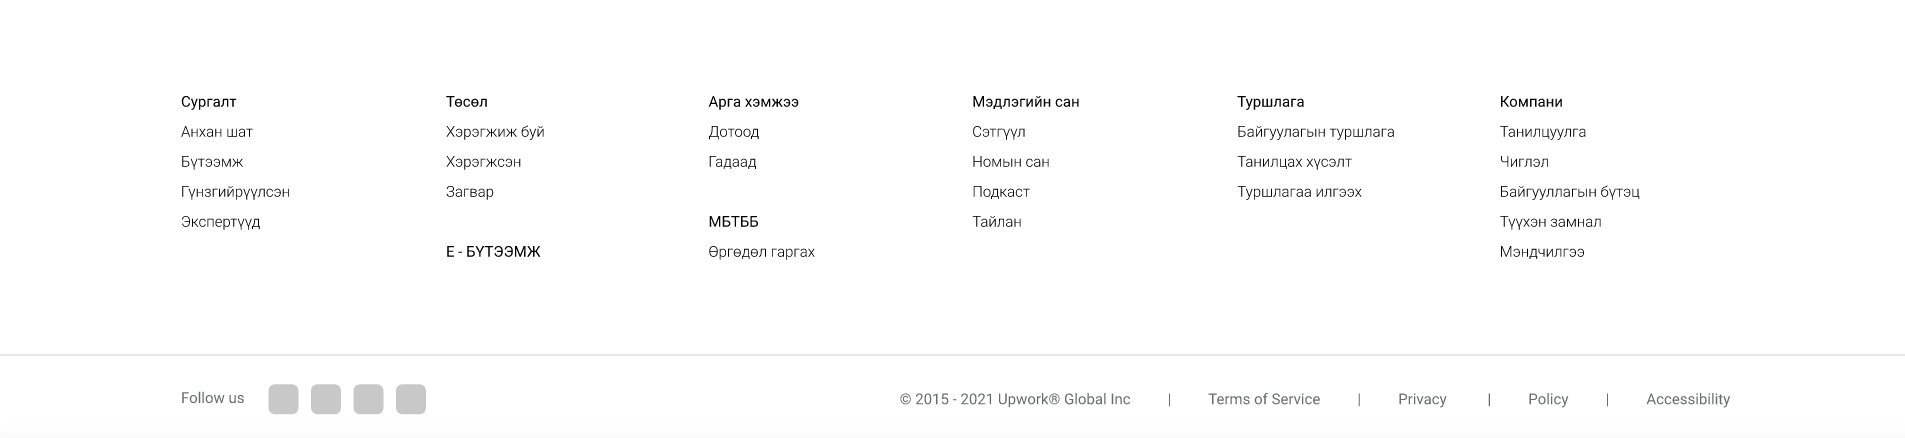 Сургалт
Анхан шат
Бүтээмж
Гүнзгийрүүлсэн
Экспертүүд
Төсөл
Хэрэгжиж буй
Хэрэгжсэн
Загвар
Е - БҮТЭЭМЖ
Арга хэмжээ
Дотоод
Гадаад
МБТББ
Өргөдөл гаргах
Мэдлэгийн сан
Сэтгүүл
Номын сан
Подкаст
Тайлан
Туршлага
Байгуулагын туршлага
Танилцах хүсэлт
Туршлагаа илгээх
Компани
Танилцуулга
Чиглэл
Байгууллагын бүтэц
Түүхэн замнал
Мэндчилгээ
Follow us
© 2015 - 2021 Upwork® Global Inc | Terms of Service | Privacy | Policy | Accessibility